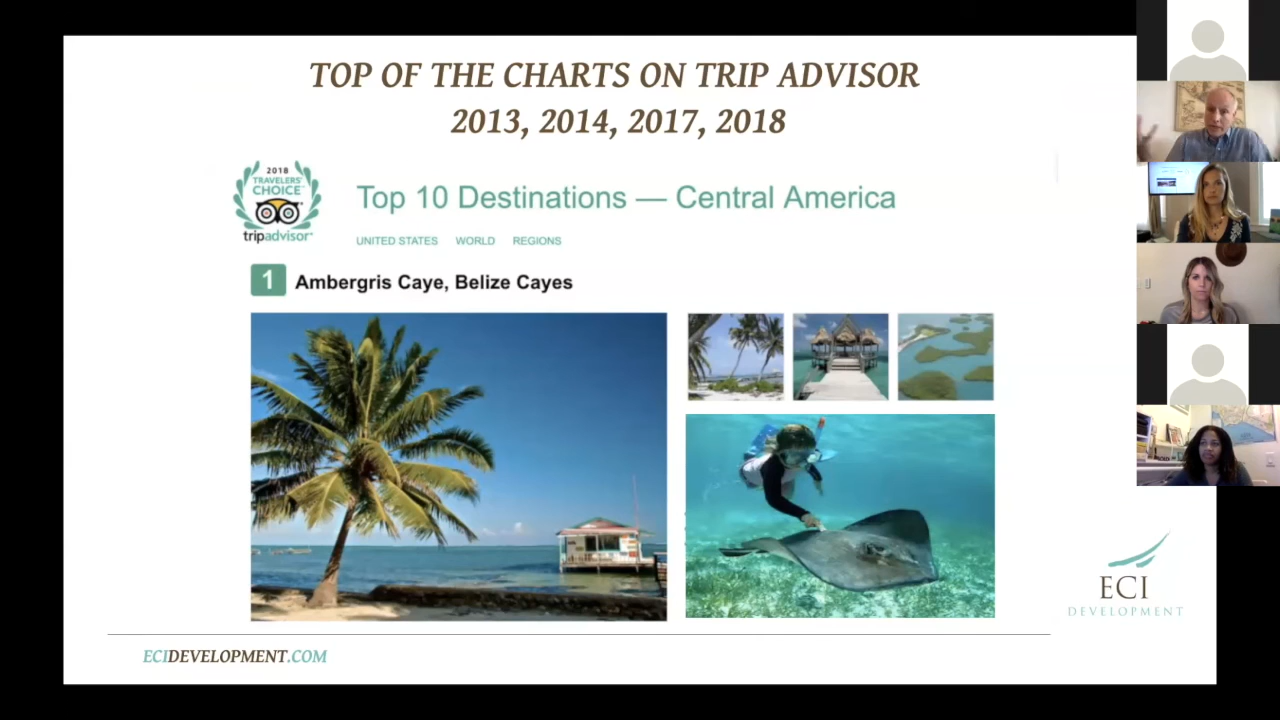 TOP OF THE CHARTS ON TRIP ADVISOR
2013, 2014, 2017, 2018
2018
TRAVELERS'
CHOICE™
tripadvisor®
Top 10 Destinations — Central America
UNITED STATES WORLD REGIONS
1 Ambergris Caye, Belize Cayes
ECI
DEVELOPMENT
ECIDEVELOPMENT.COM